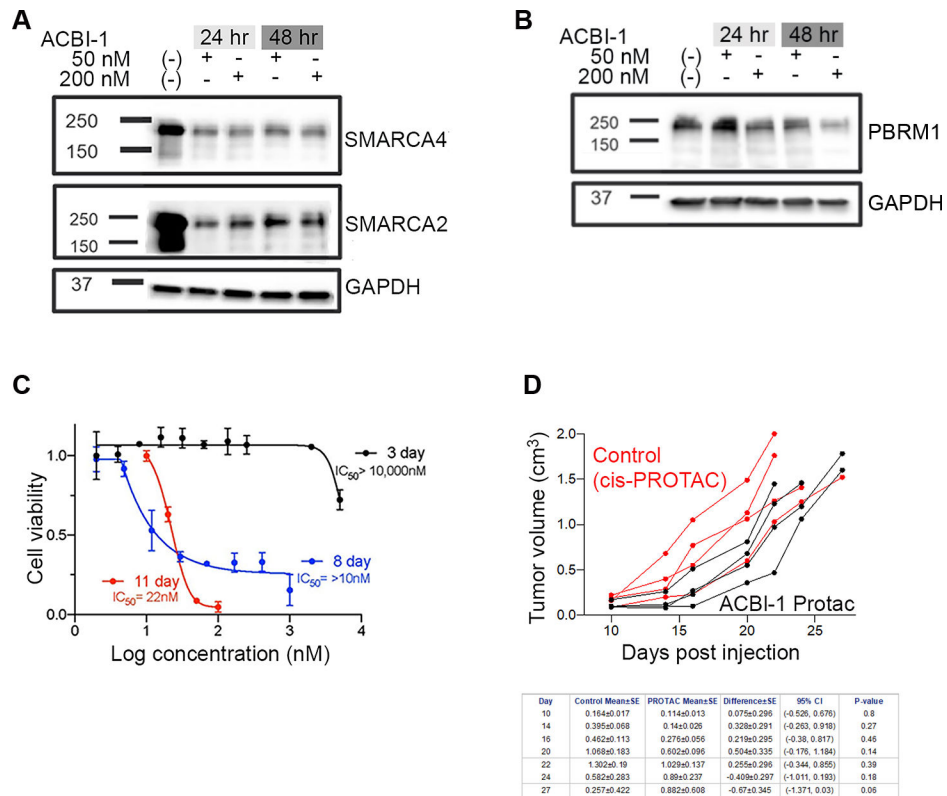 A
ACBI-1 24 hr 48 hr
50 nM (-) + - + -
200 nM (-) - + - +
250
150
SMARCA4
250
150
SMARCA2
37
GAPDH
B
ACBI-1 24 hr 48 hr
50 nM (-) + - + -
200 nM (-) - + - +
250
150
PBRM1
37
GAPDH
C
Cell viability
1.0
0.5
0.0
0 1 2 3 4
Log concentration (nM)
3 day
IC50> 10,000nM
8 day
IC50= >10nM
11 day
IC50= 22nM
D
Tumor volume (cm3)
2.0
1.5
1.0
0.5
0.0
10 15 20 25
Days post injection
Control
(cis-PROTAC)
ACBI-1 Protac
Day Control Mean±SE PROTAC Mean±SE Difference±SE 95% CI P-value
10 0.164±0.017 0.114±0.013 0.075±0.296 (-0.526, 0.676) 0.8
14 0.395±0.068 0.14±0.026 0.328±0.291 (-0.263, 0.918) 0.27
16 0.462±0.113 0.276±0.056 0.219±0.295 (-0.38, 0.817) 0.46
20 1.068±0.183 0.602±0.096 0.504±0.335 (-0.176, 1.184) 0.14
22 1.302±0.19 1.029±0.137 0.255±0.296 (-0.344, 0.855) 0.39
24 0.582±0.283 0.89±0.237 -0.409±0.297 (-1.011, 0.193) 0.18
27 0.257±0.422 0.882±0.608 -0.67±0.345 (-1.371, 0.03) 0.06